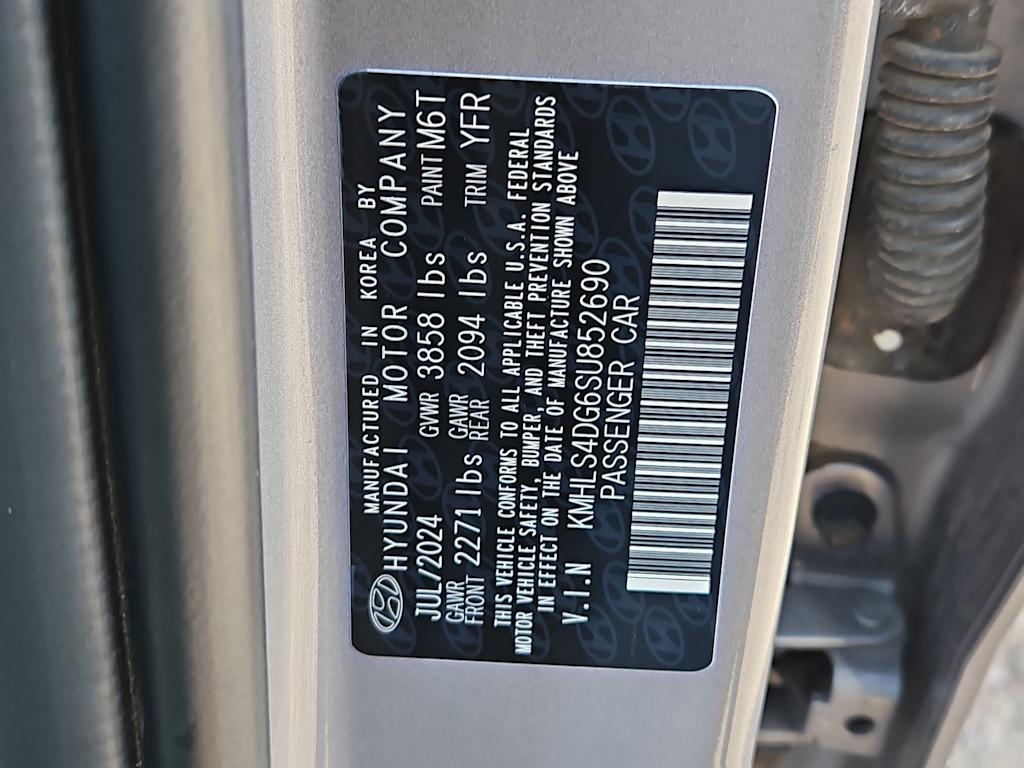 MANUFACTURED IN KOREA BY
HYUNDAI MOTOR COMPANY
JUL/2024 GVWR 3858 lbs PAINT M6T
GAWR FRONT 2271 lbs GAWR REAR 2094 lbs TRIM YFR
THIS VEHICLE CONFORMS TO ALL APPLICABLE U.S.A. FEDERAL
MOTOR VEHICLE SAFETY, BUMPER, AND THEFT PREVENTION STANDARDS
IN EFFECT ON THE DATE OF MANUFACTURE SHOWN ABOVE
V.I.N KMHLS4DG6SU852690
PASSENGER CAR